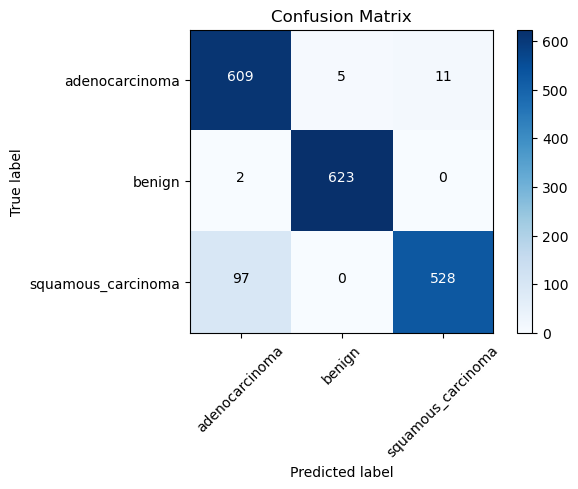 Confusion Matrix
True label
adenocarcinoma 609 5 11
benign 2 623 0
squamous_carcinoma 97 0 528
adenocarcinoma benign squamous_carcinoma
Predicted label
600
500
400
300
200
100
0